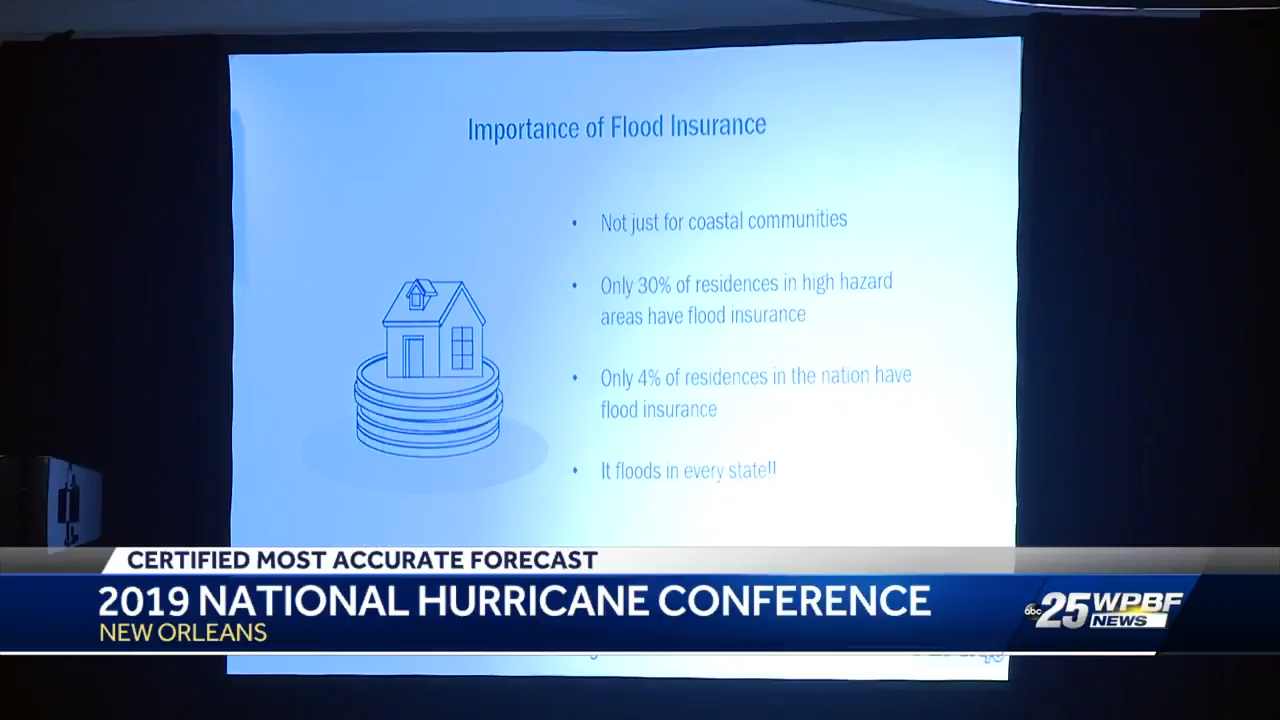 Importance of Flood Insurance
• Not just for coastal communities
• Only 30% of residences in high hazard
areas have flood insurance
• Only 4% of residences in the nation have
flood insurance
• It floods in every state!!
CERTIFIED MOST ACCURATE FORECAST
2019 NATIONAL HURRICANE CONFERENCE
NEW ORLEANS
abc 25 WPBF
NEWS